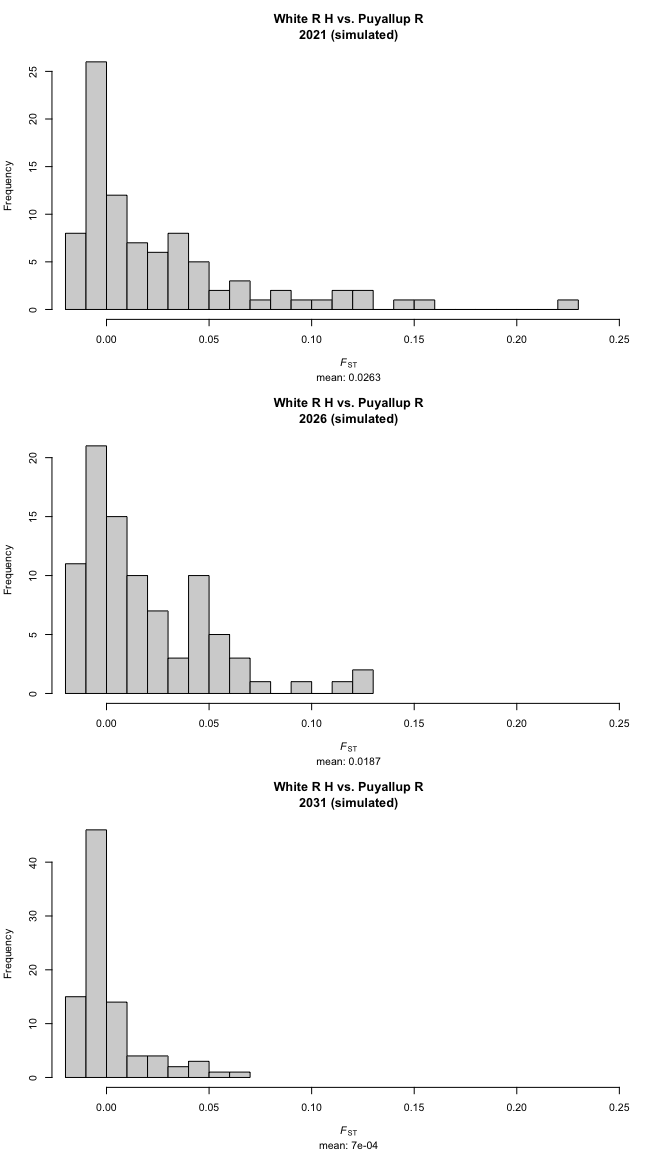 White R H vs. Puyallup R
2021 (simulated)
Frequency
25
20
15
10
5
0
0.00 0.05 0.10 0.15 0.20 0.25
FST
mean: 0.0263
White R H vs. Puyallup R
2026 (simulated)
Frequency
20
15
10
5
0
0.00 0.05 0.10 0.15 0.20 0.25
FST
mean: 0.0187
White R H vs. Puyallup R
2031 (simulated)
Frequency
40
30
20
10
0
0.00 0.05 0.10 0.15 0.20 0.25
FST
mean: 7e-04